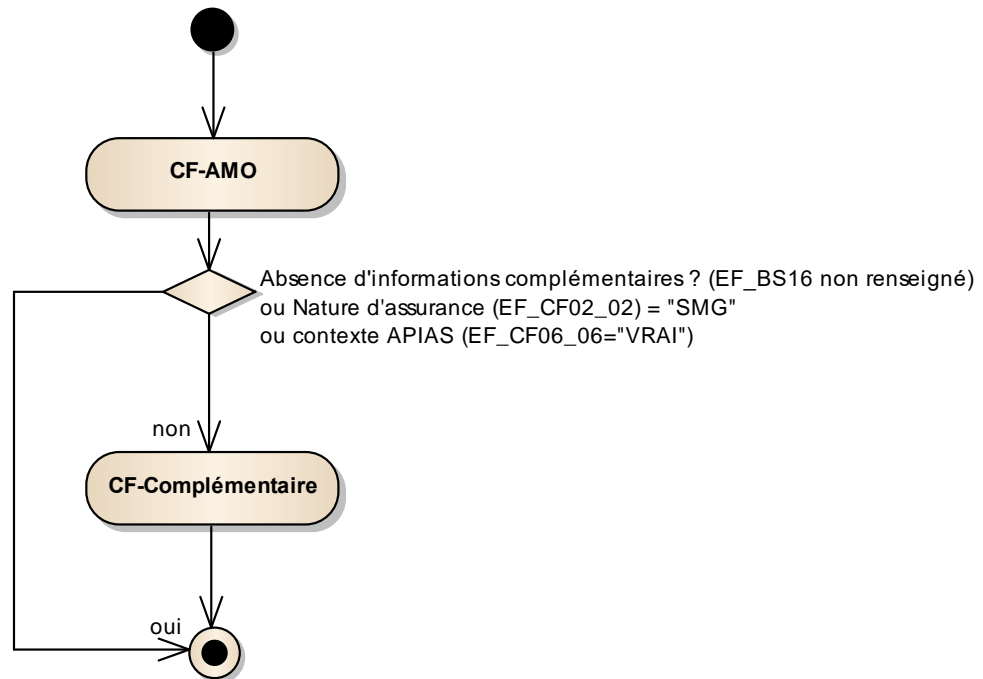 CF-AMO
Absence d'informations complémentaires ? (EF_BS16 non renseigné)
ou Nature d'assurance (EF_CF02_02) = "SMG"
ou contexte APIAS (EF_CF06_06="VRAI")
non
CF-Complémentaire
oui